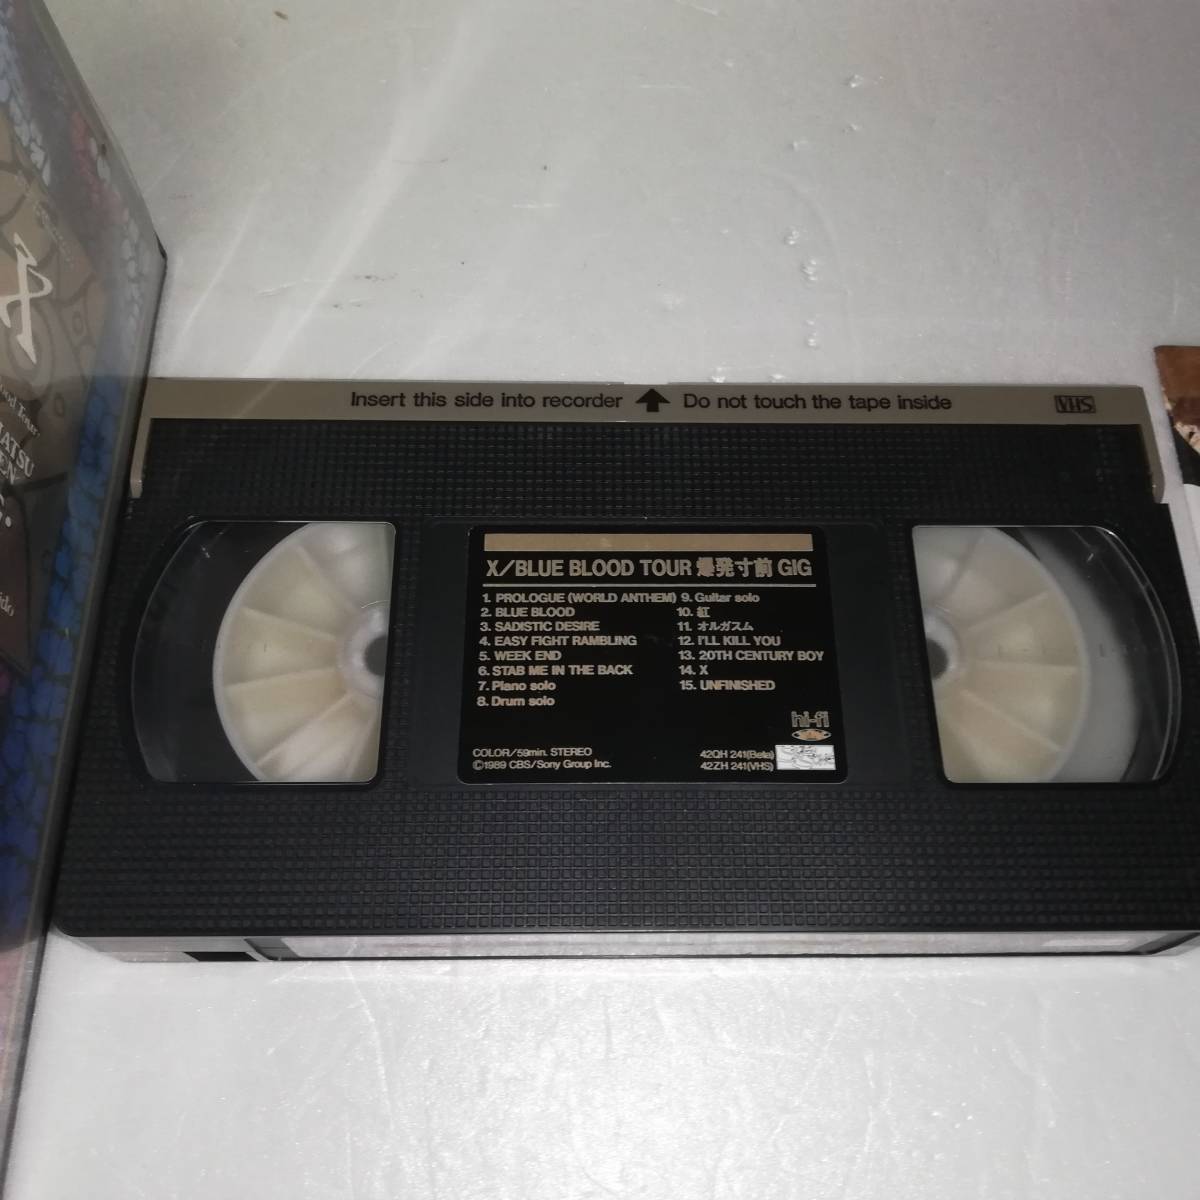 Insert this side into recorder Do not touch the tape inside VHS
X/BLUE BLOOD TOUR 爆発寸前 GIG
1. PROLOGUE (WORLD ANTHEM)
2. BLUE BLOOD
3. SADISTIC DESIRE
4. EASY FIGHT RAMBLING
5. WEEK END
6. STAB ME IN THE BACK
7. Piano solo
8. Drum solo
9. Guitar solo
10. 紅
11. オルガスム
12. I'LL KILL YOU
13. 20TH CENTURY BOY
14. X
15. UNFINISHED
hi-fi
COLOR/59min. STEREO
©1989 CBS/Sony Group Inc.
42QH 241(Beta)
42ZH 241(VHS)